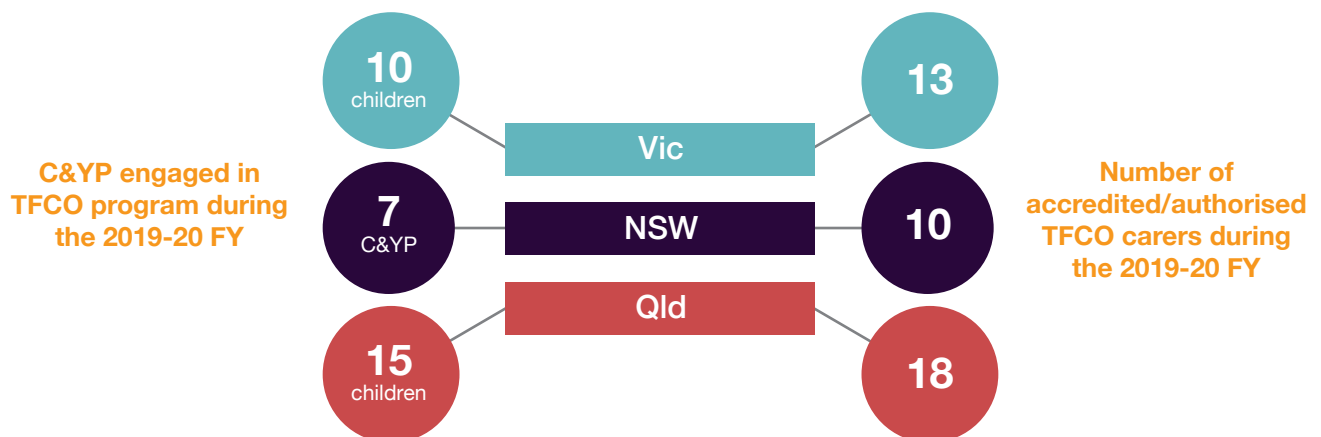 C&YP engaged in
TFCO program during
the 2019-20 FY
10
children
7
C&YP
15
children
Vic
NSW
Qld
13
10
18
Number of
accredited/authorised
TFCO carers during
the 2019-20 FY